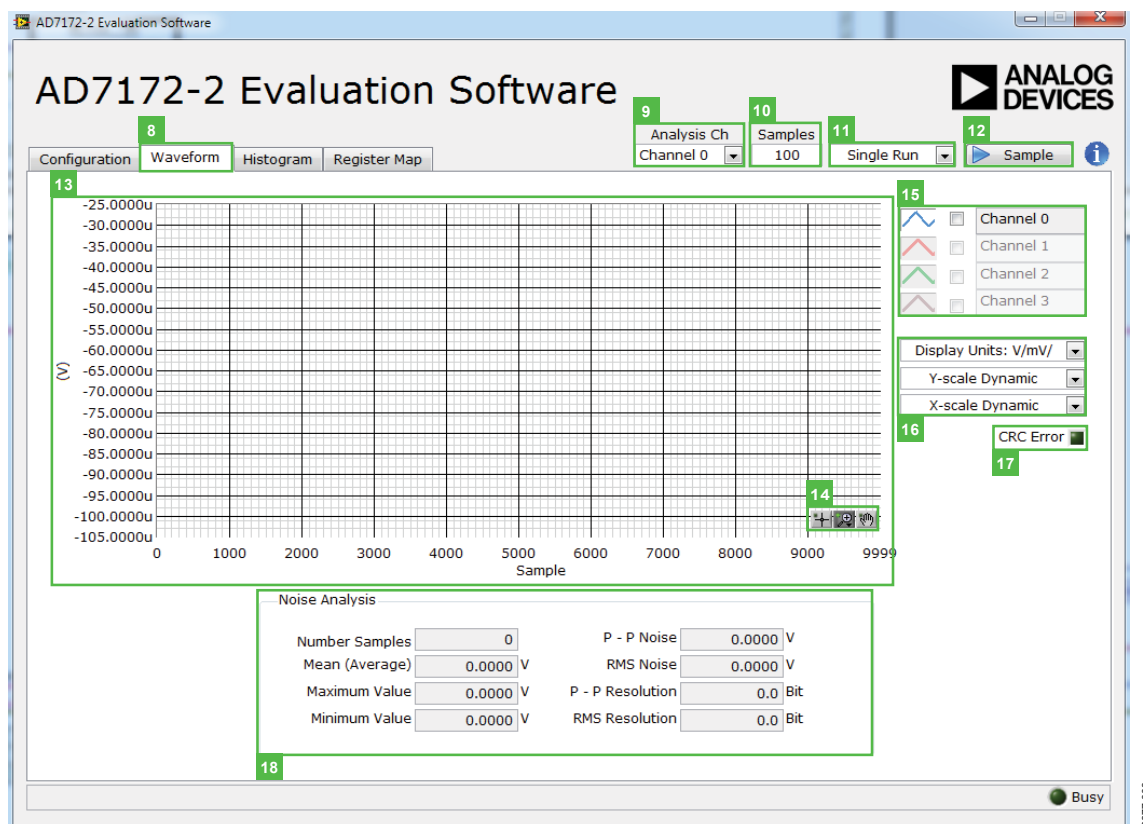 AD7172-2 Evaluation Software
AD7172-2 Evaluation Software
ANALOG
DEVICES
8
9
10
11
12
Analysis Ch
Samples
Channel 0
100
Single Run
Sample
Configuration
Waveform
Histogram
Register Map
13
-25.0000u
-30.0000u
-35.0000u
-40.0000u
-45.0000u
-50.0000u
-55.0000u
-60.0000u
-65.0000u
-70.0000u
-75.0000u
-80.0000u
-85.0000u
-90.0000u
-95.0000u
-100.0000u
-105.0000u
(V)
0 1000 2000 3000 4000 5000 6000 7000 8000 9000 9999
Sample
14
15
Channel 0
Channel 1
Channel 2
Channel 3
Display Units: V/mV/
Y-scale Dynamic
X-scale Dynamic
16
CRC Error
17
Noise Analysis
Number Samples 0
Mean (Average) 0.0000 V
Maximum Value 0.0000 V
Minimum Value 0.0000 V
P - P Noise 0.0000 V
RMS Noise 0.0000 V
P - P Resolution 0.0 Bit
RMS Resolution 0.0 Bit
18
Busy